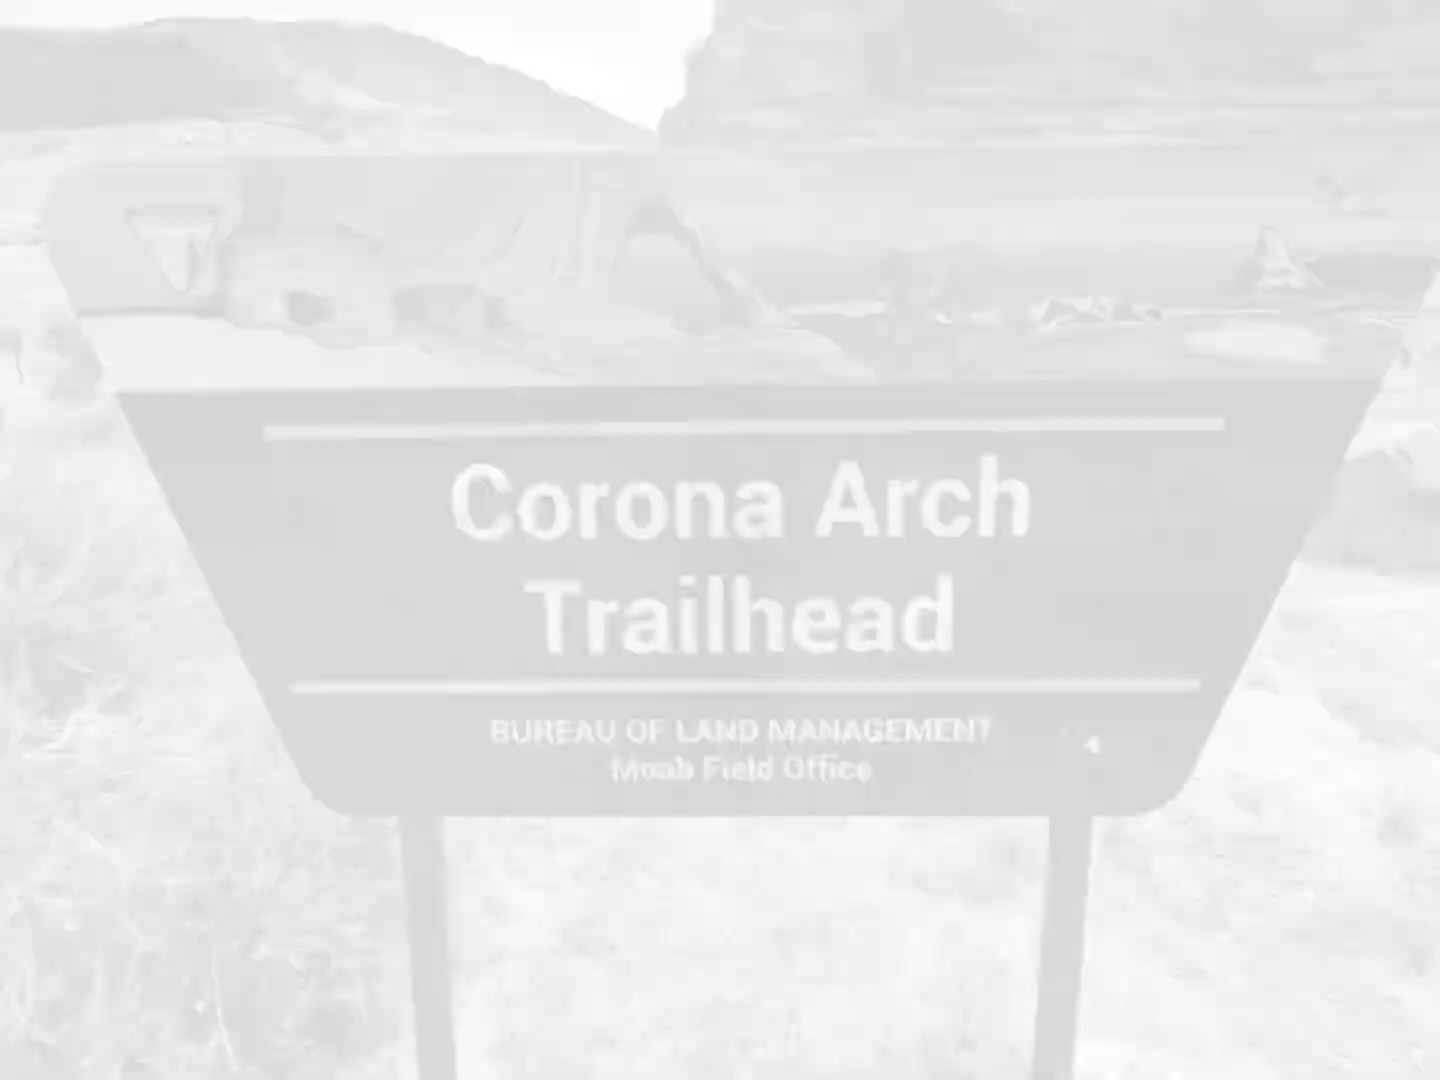 Corona Arch
Trailhead
BUREAU OF LAND MANAGEMENT
Moab Field Office